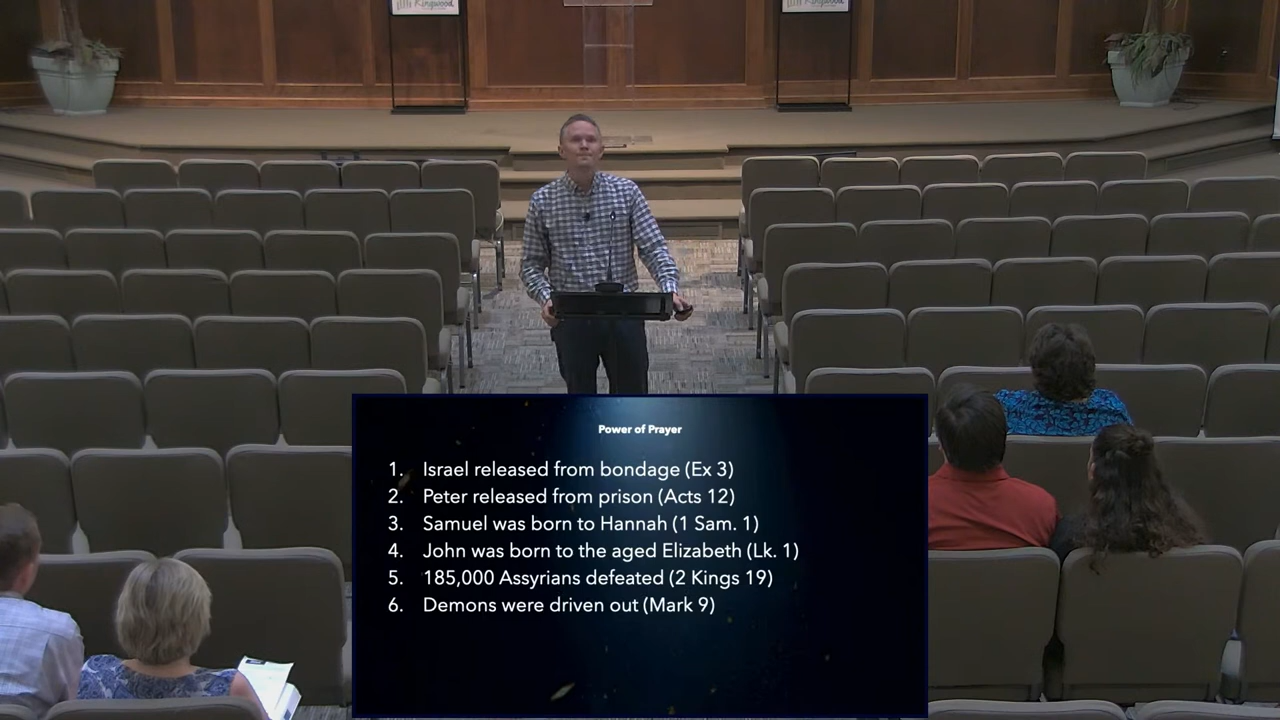 Kingwood
Kingwood
Power of Prayer
1. Israel released from bondage (Ex 3)
2. Peter released from prison (Acts 12)
3. Samuel was born to Hannah (1 Sam. 1)
4. John was born to the aged Elizabeth (Lk. 1)
5. 185,000 Assyrians defeated (2 Kings 19)
6. Demons were driven out (Mark 9)